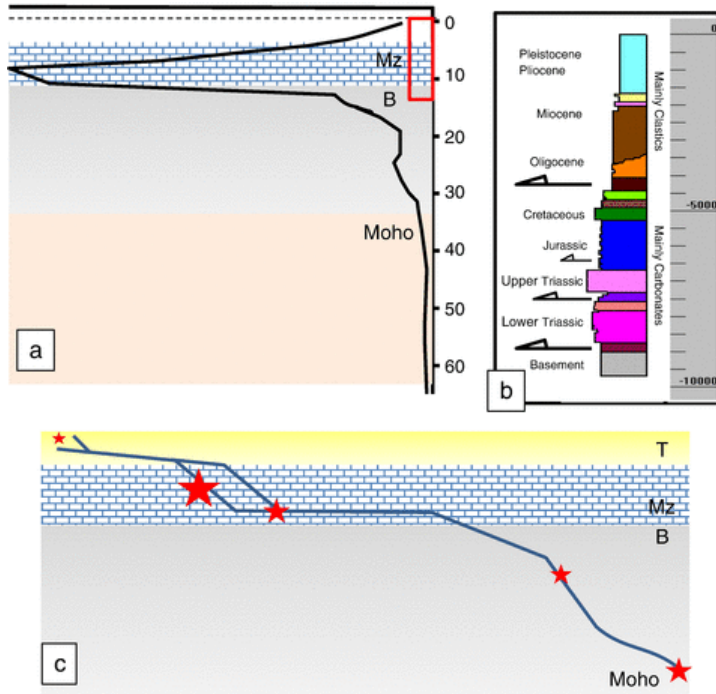 0
Mz
10
B
20
30
Moho
40
50
60
a
Pleistocene
Pliocene
Miocene
Oligocene
Cretaceous
Jurassic
Upper Triassic
Lower Triassic
Basement
Mainly Clastics
Mainly Carbonates
0
-5000
-10000
b
T
Mz
B
Moho
c